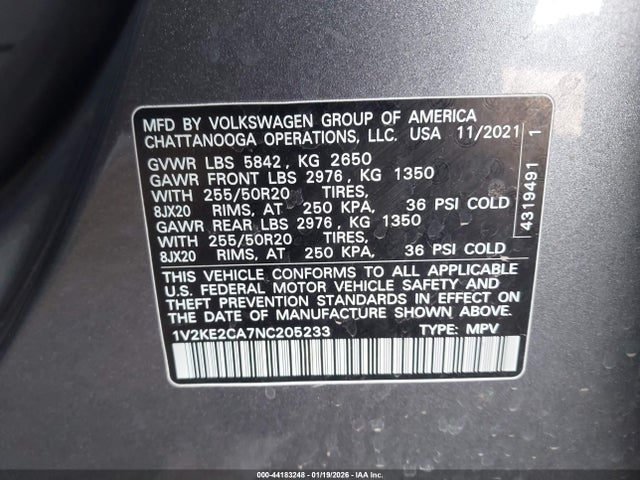 MFD BY VOLKSWAGEN GROUP OF AMERICA
CHATTANOOGA OPERATIONS, LLC. USA 11/2021
GVWR LBS 5842, KG 2650
GAWR FRONT LBS 2976, KG 1350
WITH 255/50R20 TIRES,
8JX20 RIMS, AT 250 KPA, 36 PSI COLD
GAWR REAR LBS 2976, KG 1350
WITH 255/50R20 TIRES,
8JX20 RIMS, AT 250 KPA, 36 PSI COLD
THIS VEHICLE CONFORMS TO ALL APPLICABLE
U.S. FEDERAL MOTOR VEHICLE SAFETY AND
THEFT PREVENTION STANDARDS IN EFFECT ON
THE DATE OF MANUFACTURE SHOWN ABOVE.
1V2KE2CA7NC205233 TYPE: MPV
4319491 1
000-44183248 - 01/19/2026 - IAAI Inc.